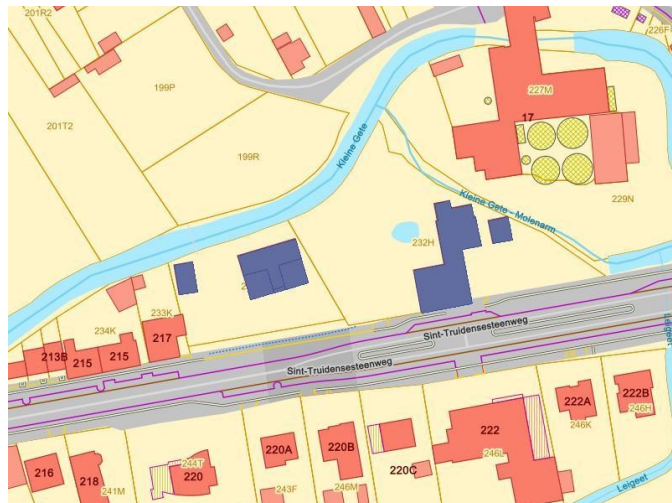 201R2
226F
199P
227M
201T2
17
Kleine Gete
199R
229N
Kleine Gete - Molenarm
232H
233K
234K
217
213B
215
215
Sint-Truidensesteenweg
Leigeet
Sint-Truidensesteenweg
222A
222B
246H
222
246K
220A
220B
246L
244T
220
220C
216
218
241M
243F
246M
Leigeet